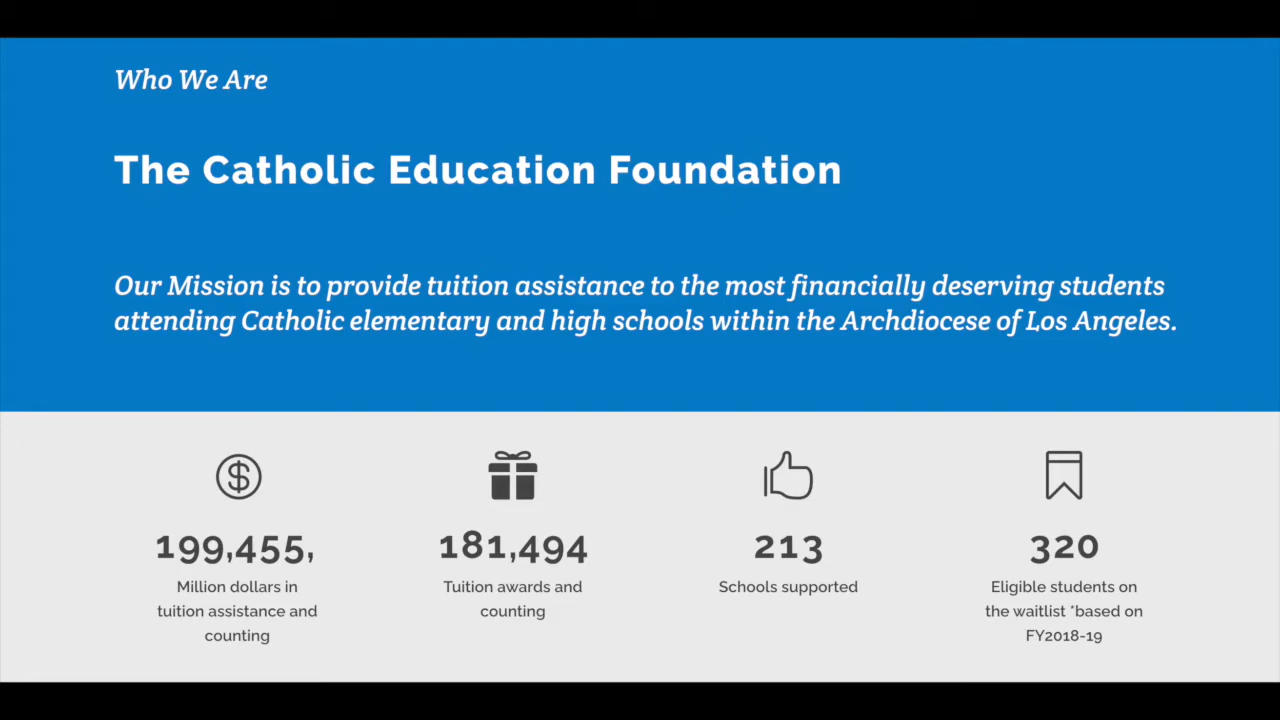 Who We Are
The Catholic Education Foundation
Our Mission is to provide tuition assistance to the most financially deserving students
attending Catholic elementary and high schools within the Archdiocese of Los Angeles.
199,455,
Million dollars in
tuition assistance and
counting
181,494
Tuition awards and
counting
213
Schools supported
320
Eligible students on
the waitlist *based on
FY2018-19